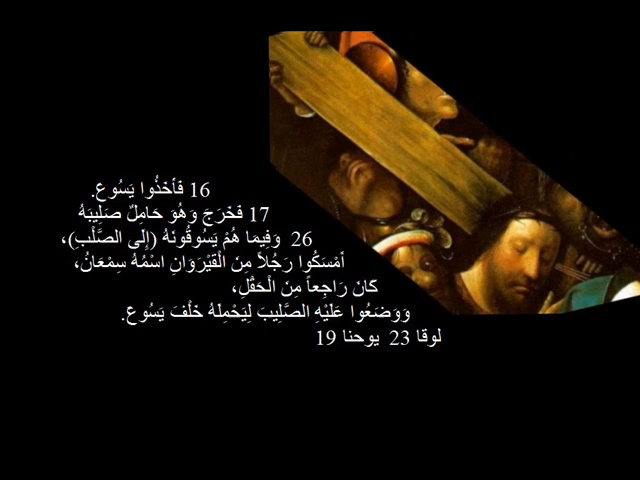 16 فَأَخَذُوا يَسُوعَ.
17 فَخَرَجَ وَهُوَ حَامِلٌ صَلِيبَهُ
26 وَفِيمَا هُمْ يَسُوقُونَهُ (إِلَى الصَّلْبِ)،
أَمْسَكُوا رَجُلاً مِنَ الْقَيْرَوَانِ اسْمُهُ سِمْعَانُ،
كَانَ رَاجِعاً مِنَ الْحَقْلِ،
وَوَضَعُوا عَلَيْهِ الصَّلِيبَ لِيَحْمِلَهُ خَلْفَ يَسُوعَ.
لوقا 23 يوحنا 19